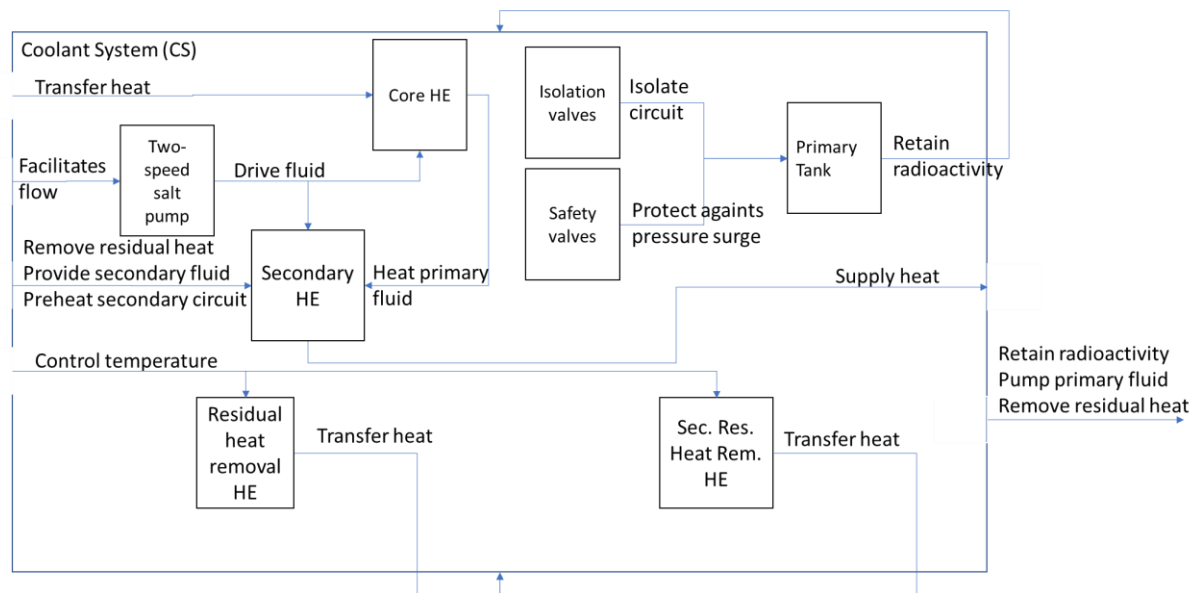 Coolant System (CS)
Transfer heat
Core HE
Isolation
valves
Isolate
circuit
Primary
Tank
Retain
radioactivity
Facilitates
flow
Two-
speed
salt
pump
Drive fluid
Safety
valves
Protect againts
pressure surge
Remove residual heat
Provide secondary fluid
Preheat secondary circuit
Secondary
HE
Heat primary
fluid
Supply heat
Control temperature
Retain radioactivity
Pump primary fluid
Remove residual heat
Residual
heat
removal
HE
Transfer heat
Sec. Res.
Heat Rem.
HE
Transfer heat